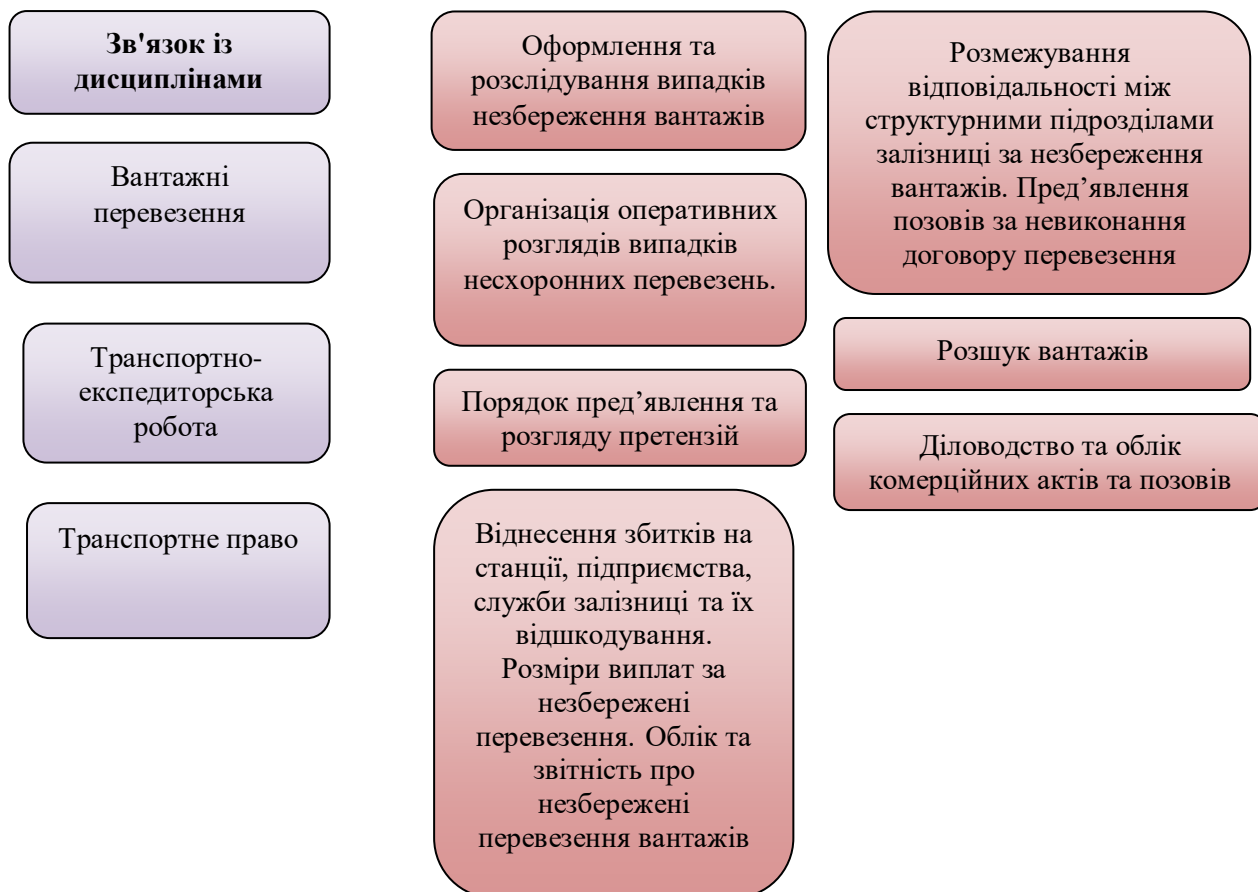 Зв'язок із
дисциплінами
Вантажні
перевезення
Транспортно-
експедиторська
робота
Транспортне право
Оформлення та
розслідування випадків
незбереження вантажів
Організація оперативних
розглядів випадків
несхоронних перевезень.
Порядок пред’явлення та
розгляду претензій
Віднесення збитків на
станції, підприємства,
служби залізниці та їх
відшкодування.
Розміри виплат за
незбережені
перевезення. Облік та
звітність про
незбережені
перевезення вантажів
Розмежування
відповідальності між
структурними підрозділами
залізниці за незбереження
вантажів. Пред’явлення
позовів за невиконання
договору перевезення
Розшук вантажів
Діловодство та облік
комерційних актів та позовів